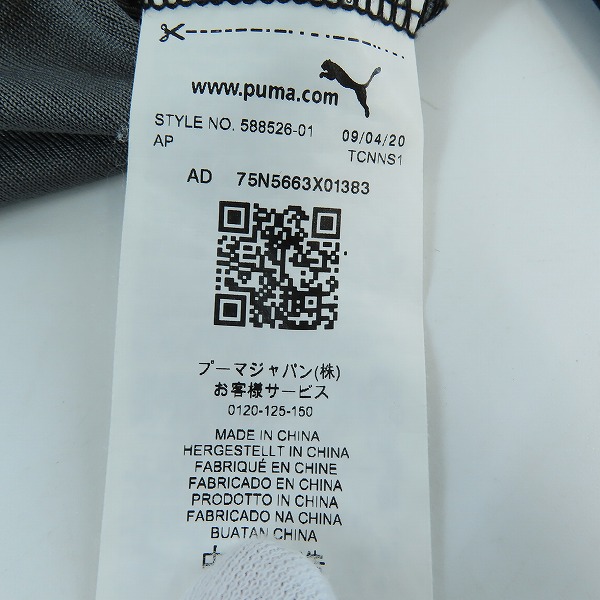 www.puma.com
STYLE NO. 588526-01 09/04/20
AP TCNNS1
AD 75N5663X01383
プーマジャパン(株)
お客様サービス
0120-125-150
MADE IN CHINA
HERGESTELLT IN CHINA
FABRIQUÉ EN CHINE
FABRICADO EN CHINA
PRODOTTO IN CHINA
FABRICADO NA CHINA
BUATAN CHINA